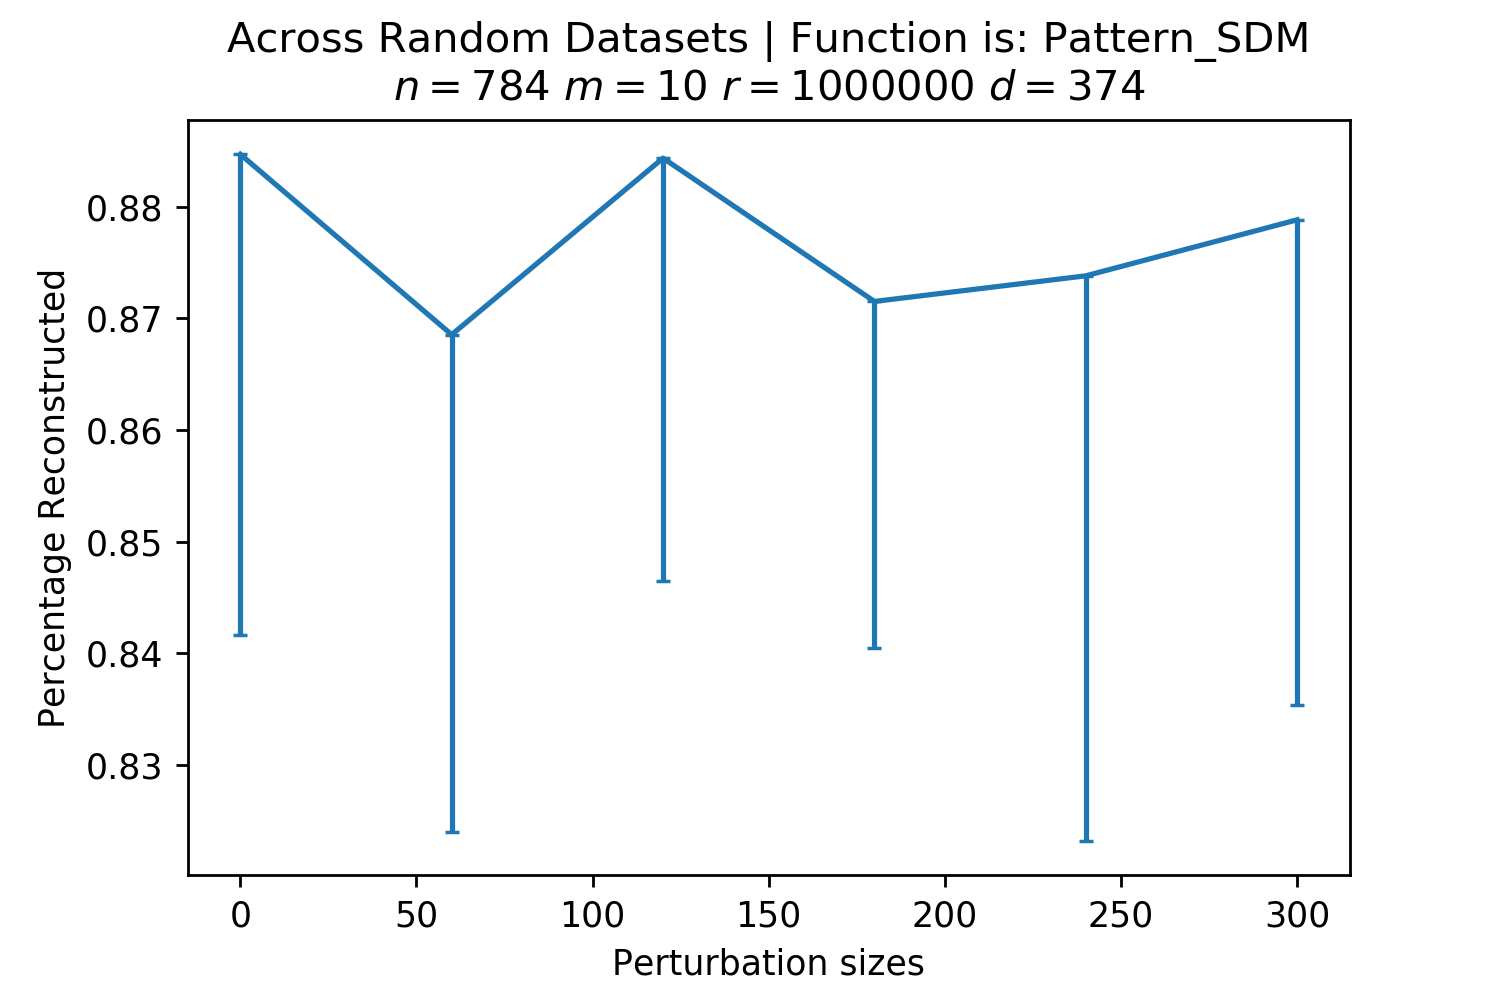 Across Random Datasets | Function is: Pattern_SDM
n = 784 m = 10 r = 1000000 d = 374
Percentage Reconstructed
0.88
0.87
0.86
0.85
0.84
0.83
0 50 100 150 200 250 300
Perturbation sizes